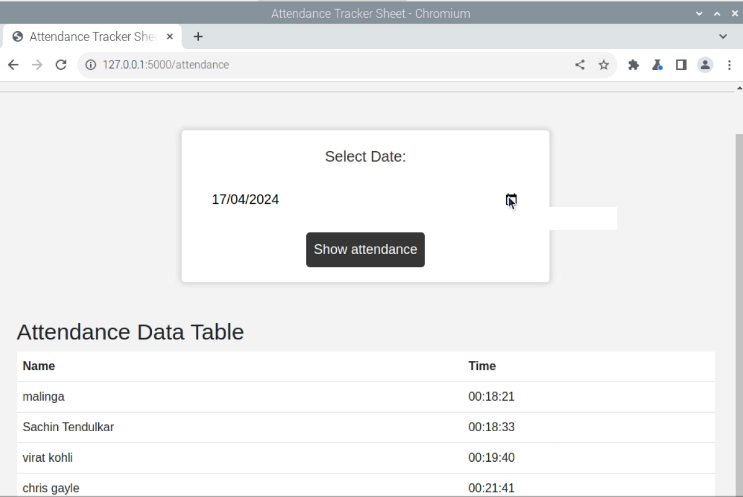 Attendance Tracker Sheet - Chromium
Attendance Tracker She
127.0.0.1:5000/attendance
Select Date:
17/04/2024
Show attendance
Attendance Data Table
Name Time
malinga 00:18:21
Sachin Tendulkar 00:18:33
virat kohli 00:19:40
chris gayle 00:21:41